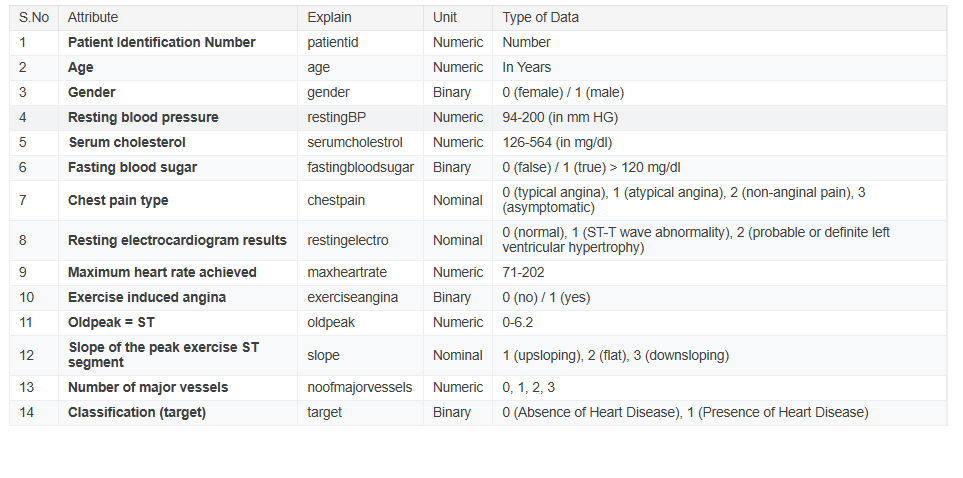 S.No Attribute Explain Unit Type of Data
1 Patient Identification Number patientid Numeric Number
2 Age age Numeric In Years
3 Gender gender Binary 0 (female) / 1 (male)
4 Resting blood pressure restingBP Numeric 94-200 (in mm HG)
5 Serum cholesterol serumcholestrol Numeric 126-564 (in mg/dl)
6 Fasting blood sugar fastingbloodsugar Binary 0 (false) / 1 (true) > 120 mg/dl
7 Chest pain type chestpain Nominal 0 (typical angina), 1 (atypical angina), 2 (non-anginal pain), 3
(asymptomatic)
8 Resting electrocardiogram results restingelectro Nominal 0 (normal), 1 (ST-T wave abnormality), 2 (probable or definite left
ventricular hypertrophy)
9 Maximum heart rate achieved maxheartrate Numeric 71-202
10 Exercise induced angina exerciseangina Binary 0 (no) / 1 (yes)
11 Oldpeak = ST oldpeak Numeric 0-6.2
12 Slope of the peak exercise ST
segment slope Nominal 1 (upsloping), 2 (flat), 3 (downsloping)
13 Number of major vessels noofmajorvessels Numeric 0, 1, 2, 3
14 Classification (target) target Binary 0 (Absence of Heart Disease), 1 (Presence of Heart Disease)